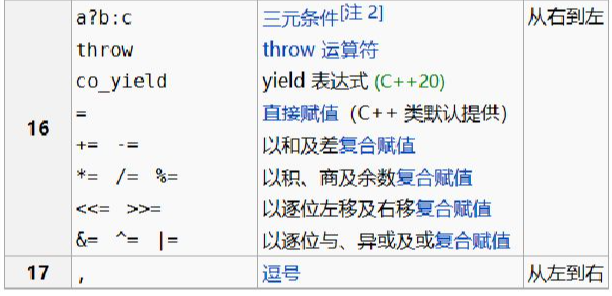 a?b:c 三元条件[注 2] 从右到左
throw throw 运算符
co_yield yield 表达式 (C++20)
= 直接赋值（C++ 类默认提供）
16
+= -= 以和及差复合赋值
*= /= %= 以积、商及余数复合赋值
<<= >>= 以逐位左移及右移复合赋值
&= ^= |= 以逐位与、异或及或复合赋值
17 , 逗号 从左到右